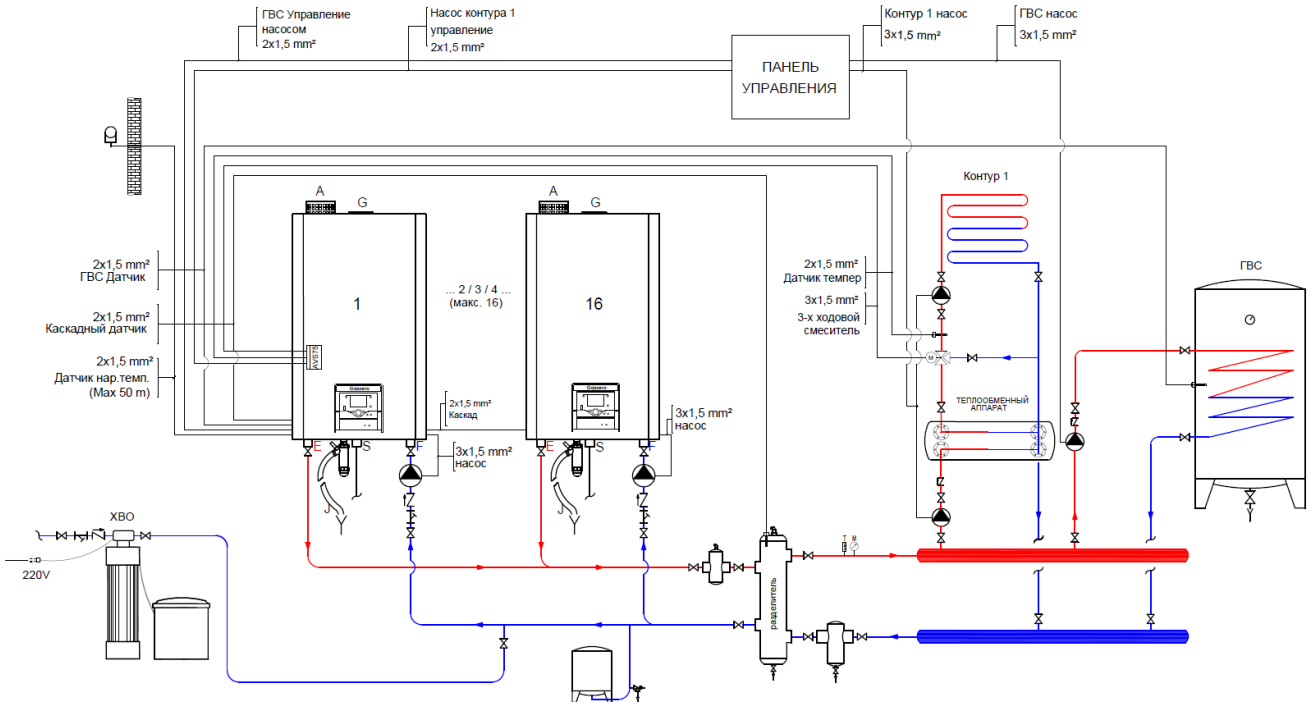 ГВС Управление
насосом
2x1,5 mm²
Насос контура 1
управление
2x1,5 mm²
Контур 1 насос
3x1,5 mm²
ГВС насос
3x1,5 mm²
ПАНЕЛЬ
УПРАВЛЕНИЯ
Контур 1
A
G
A
G
2x1,5 mm²
ГВС Датчик
2x1,5 mm²
Каскадный датчик
2x1,5 mm²
Датчик нар.темп.
(Max 50 m)
1
... 2 / 3 / 4 ...
(макс. 16)
16
AVS75
2x1,5 mm²
Датчик темпер
3x1,5 mm²
3-х ходовой
смеситель
M
ГВС
ТЕПЛООБМЕННЫЙ
АППАРАТ
2x1,5 mm²
Каскад
3x1,5 mm²
насос
E
S
F
E
S
F
3x1,5 mm²
насос
J
J
ХВО
220V
T
M
разделитель